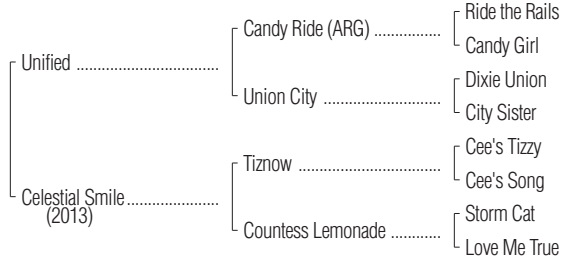 Ride the Rails
Candy Ride (ARG) ................
Candy Girl
Unified ..................................
Dixie Union
Union City ............................
City Sister
Cee's Tizzy
Tiznow ..................................
Cee's Song
Celestial Smile ......................
(2013)
Storm Cat
Countess Lemonade ............
Love Me True